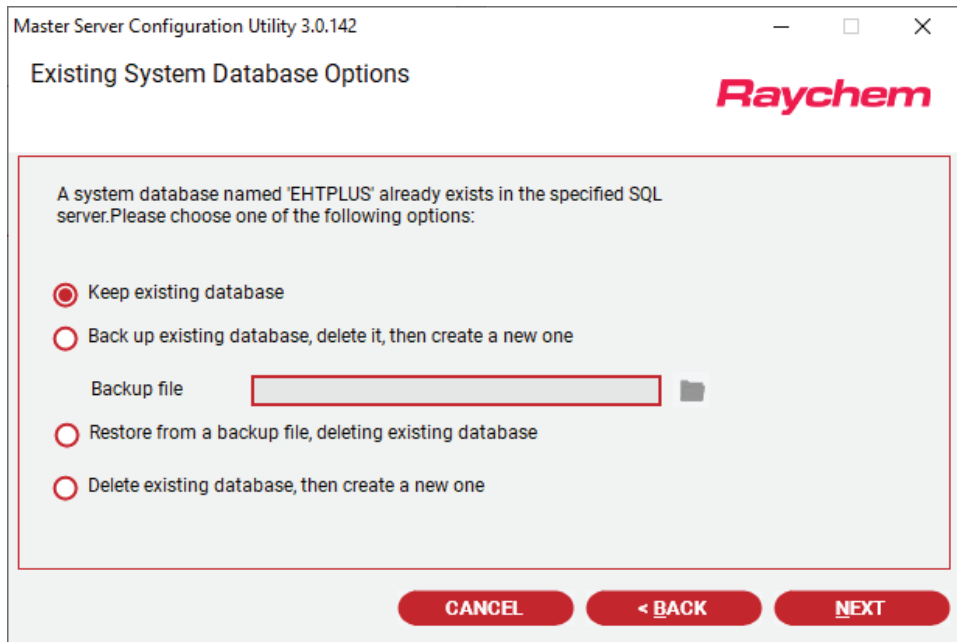 Master Server Configuration Utility 3.0.142
Existing System Database Options
Raychem
A system database named 'EHTPLUS' already exists in the specified SQL
server.Please choose one of the following options:
Keep existing database
Back up existing database, delete it, then create a new one
Backup file
Restore from a backup file, deleting existing database
Delete existing database, then create a new one
CANCEL
< BACK
NEXT